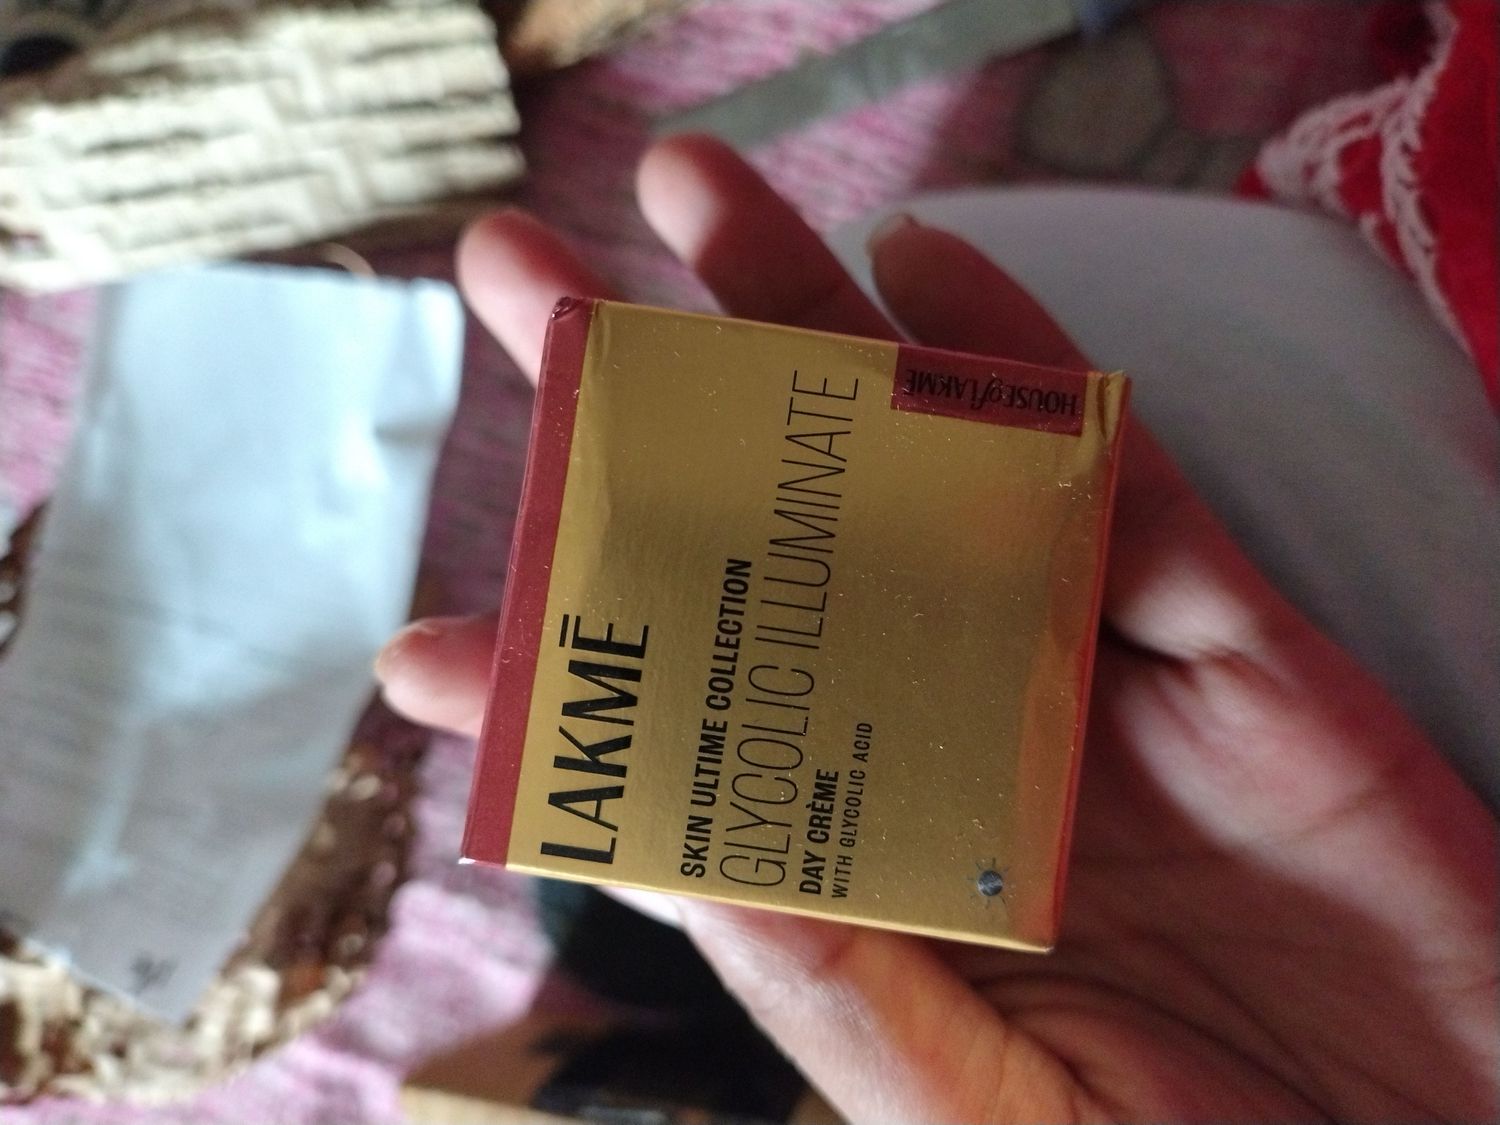 LAKMĒ
SKIN ULTIME COLLECTION
GLYCOLIC ILLUMINATE
DAY CRÈME
WITH GLYCOLIC ACID
HOUSE of LAKMĒ